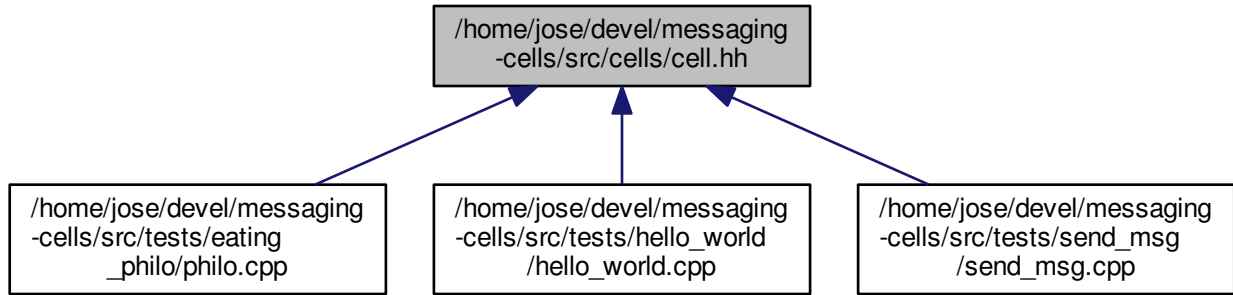 /home/jose/devel/messaging
-cells/src/cells/cell.hh
/home/jose/devel/messaging
-cells/src/tests/eating
_philo/philo.cpp
/home/jose/devel/messaging
-cells/src/tests/hello_world
/hello_world.cpp
/home/jose/devel/messaging
-cells/src/tests/send_msg
/send_msg.cpp